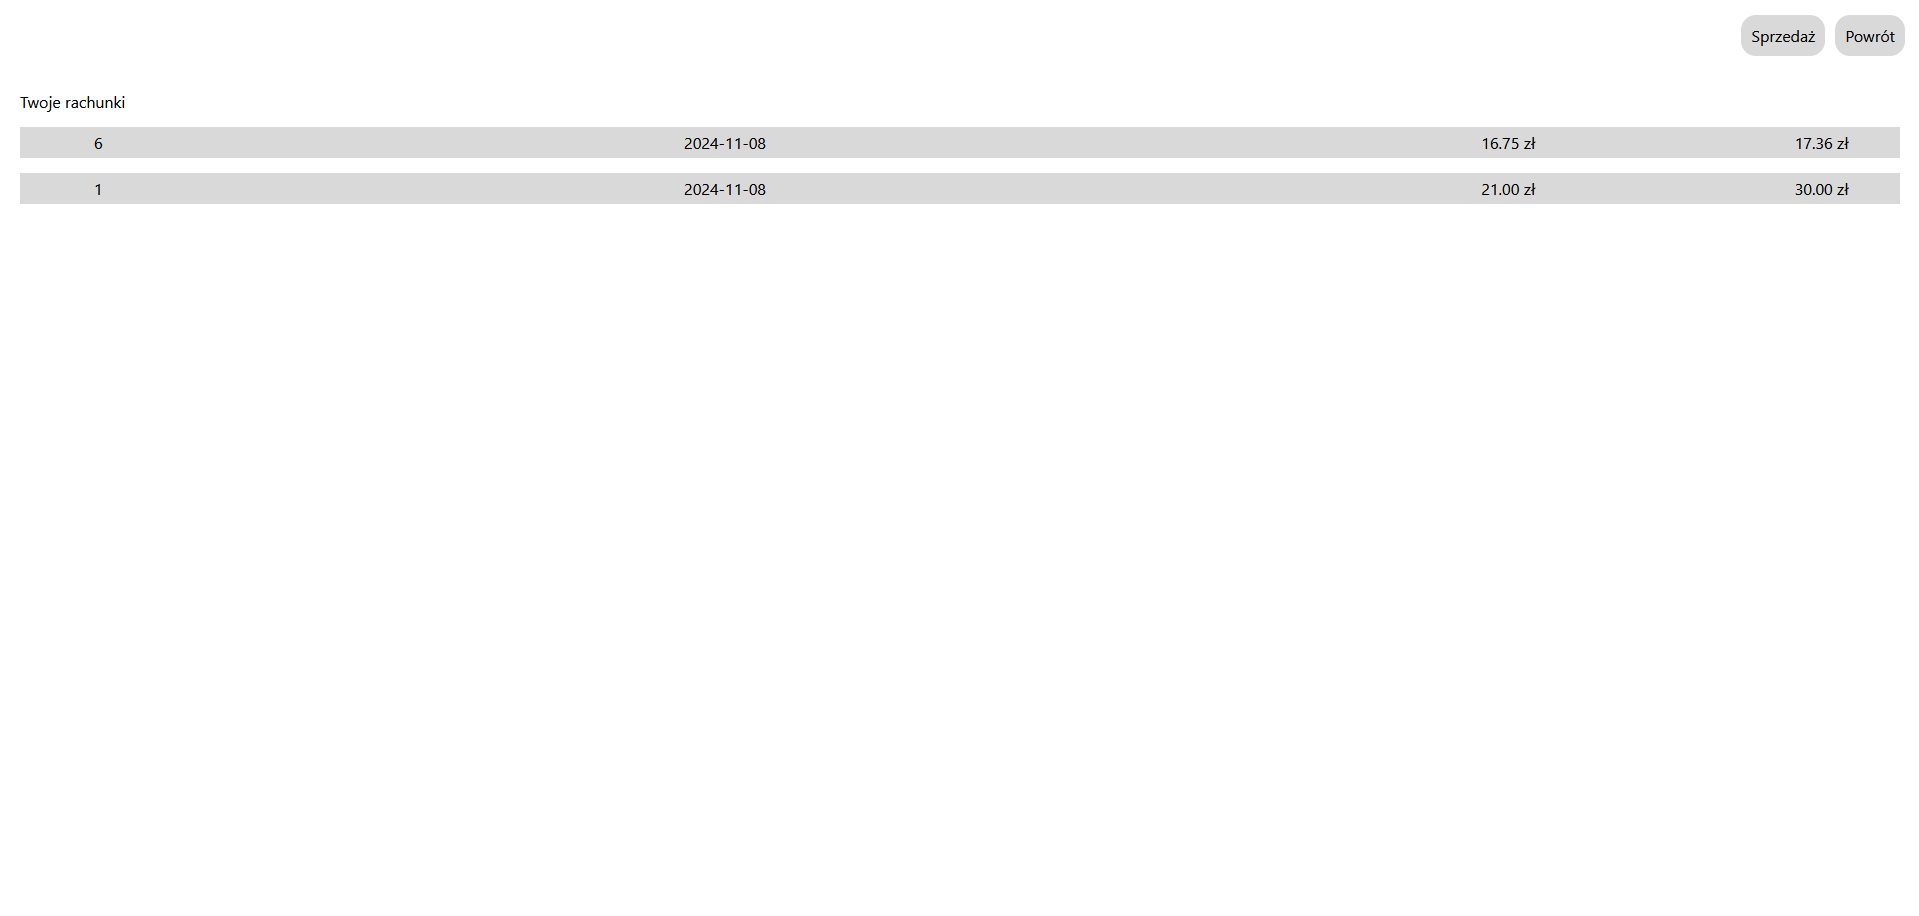 Sprzedaż Powrót
Twoje rachunki
6 2024-11-08 16.75 zł 17.36 zł
1 2024-11-08 21.00 zł 30.00 zł